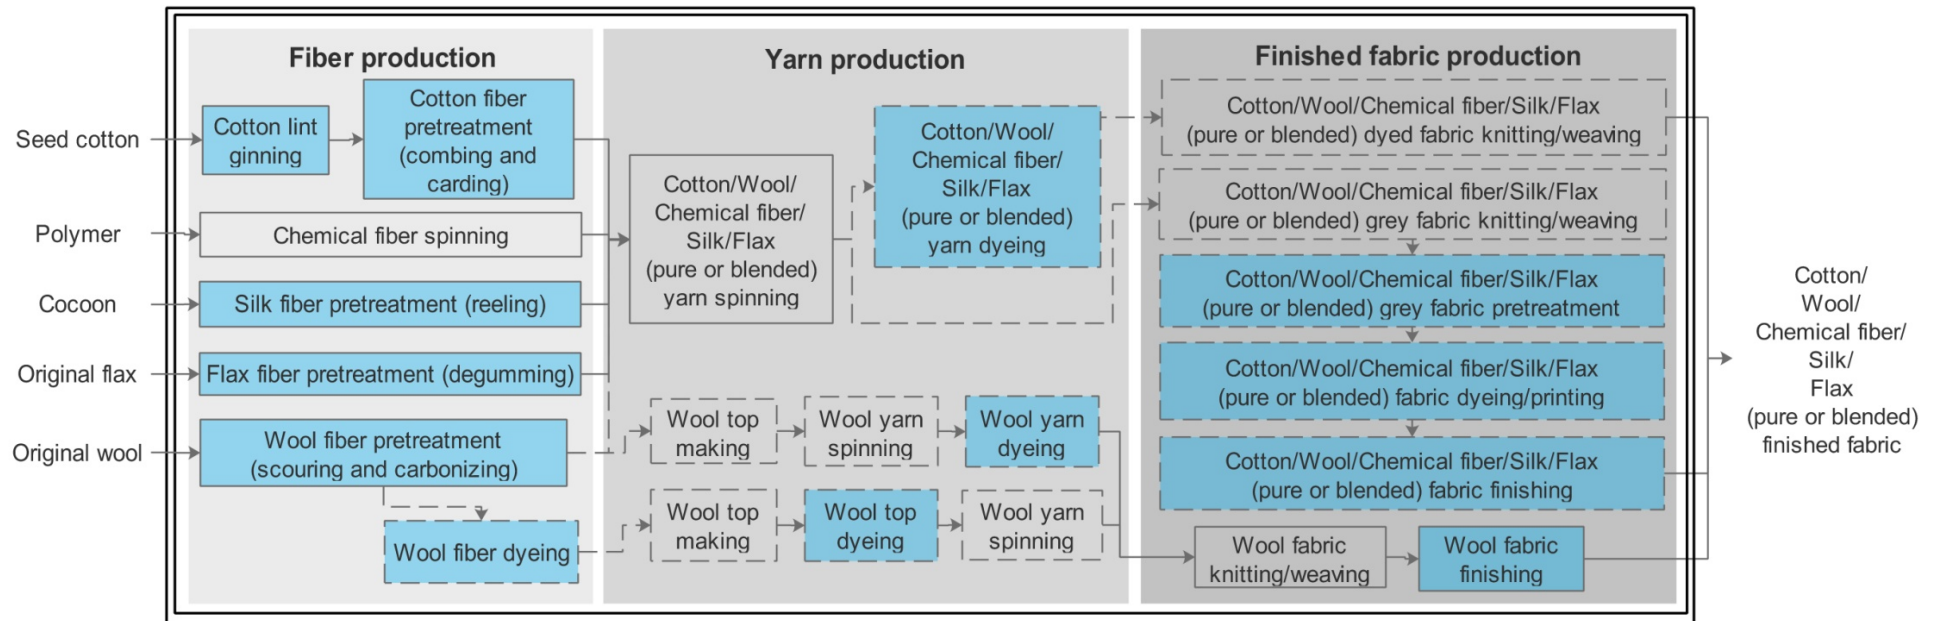 Fiber production
Seed cotton
Cotton lint
ginning
Cotton fiber
pretreatment
(combing and
carding)
Polymer
Chemical fiber spinning
Cocoon
Silk fiber pretreatment (reeling)
Original flax
Flax fiber pretreatment (degumming)
Original wool
Wool fiber pretreatment
(scouring and carbonizing)
Wool fiber dyeing
Yarn production
Cotton/Wool/
Chemical fiber/
Silk/Flax
(pure or blended)
yarn spinning
Cotton/Wool/
Chemical fiber/
Silk/Flax
(pure or blended)
yarn dyeing
Wool top
making
Wool yarn
spinning
Wool yarn
dyeing
Wool top
making
Wool top
dyeing
Wool yarn
spinning
Finished fabric production
Cotton/Wool/Chemical fiber/Silk/Flax
(pure or blended) dyed fabric knitting/weaving
Cotton/Wool/Chemical fiber/Silk/Flax
(pure or blended) grey fabric knitting/weaving
Cotton/Wool/Chemical fiber/Silk/Flax
(pure or blended) grey fabric pretreatment
Cotton/Wool/Chemical fiber/Silk/Flax
(pure or blended) fabric dyeing/printing
Cotton/Wool/Chemical fiber/Silk/Flax
(pure or blended) fabric finishing
Wool fabric
knitting/weaving
Wool fabric
finishing
Cotton/
Wool/
Chemical fiber/
Silk/
Flax
(pure or blended)
finished fabric